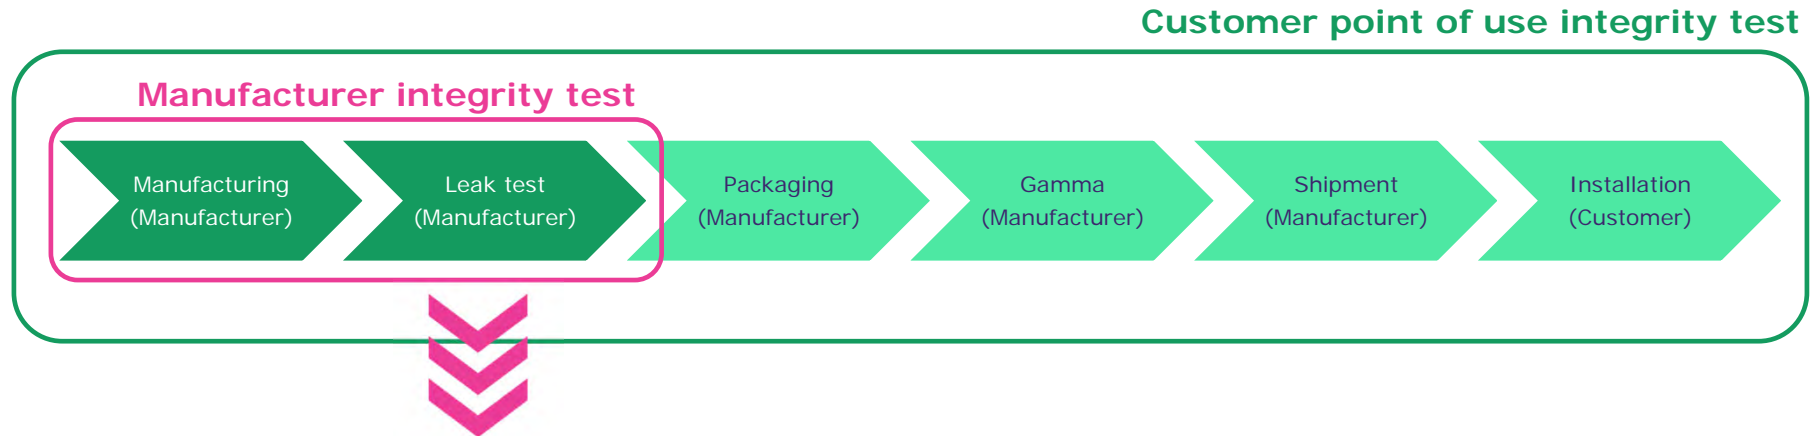 Customer point of use integrity test
Manufacturer integrity test
Manufacturing
(Manufacturer)
Leak test
(Manufacturer)
Packaging
(Manufacturer)
Gamma
(Manufacturer)
Shipment
(Manufacturer)
Installation
(Customer)